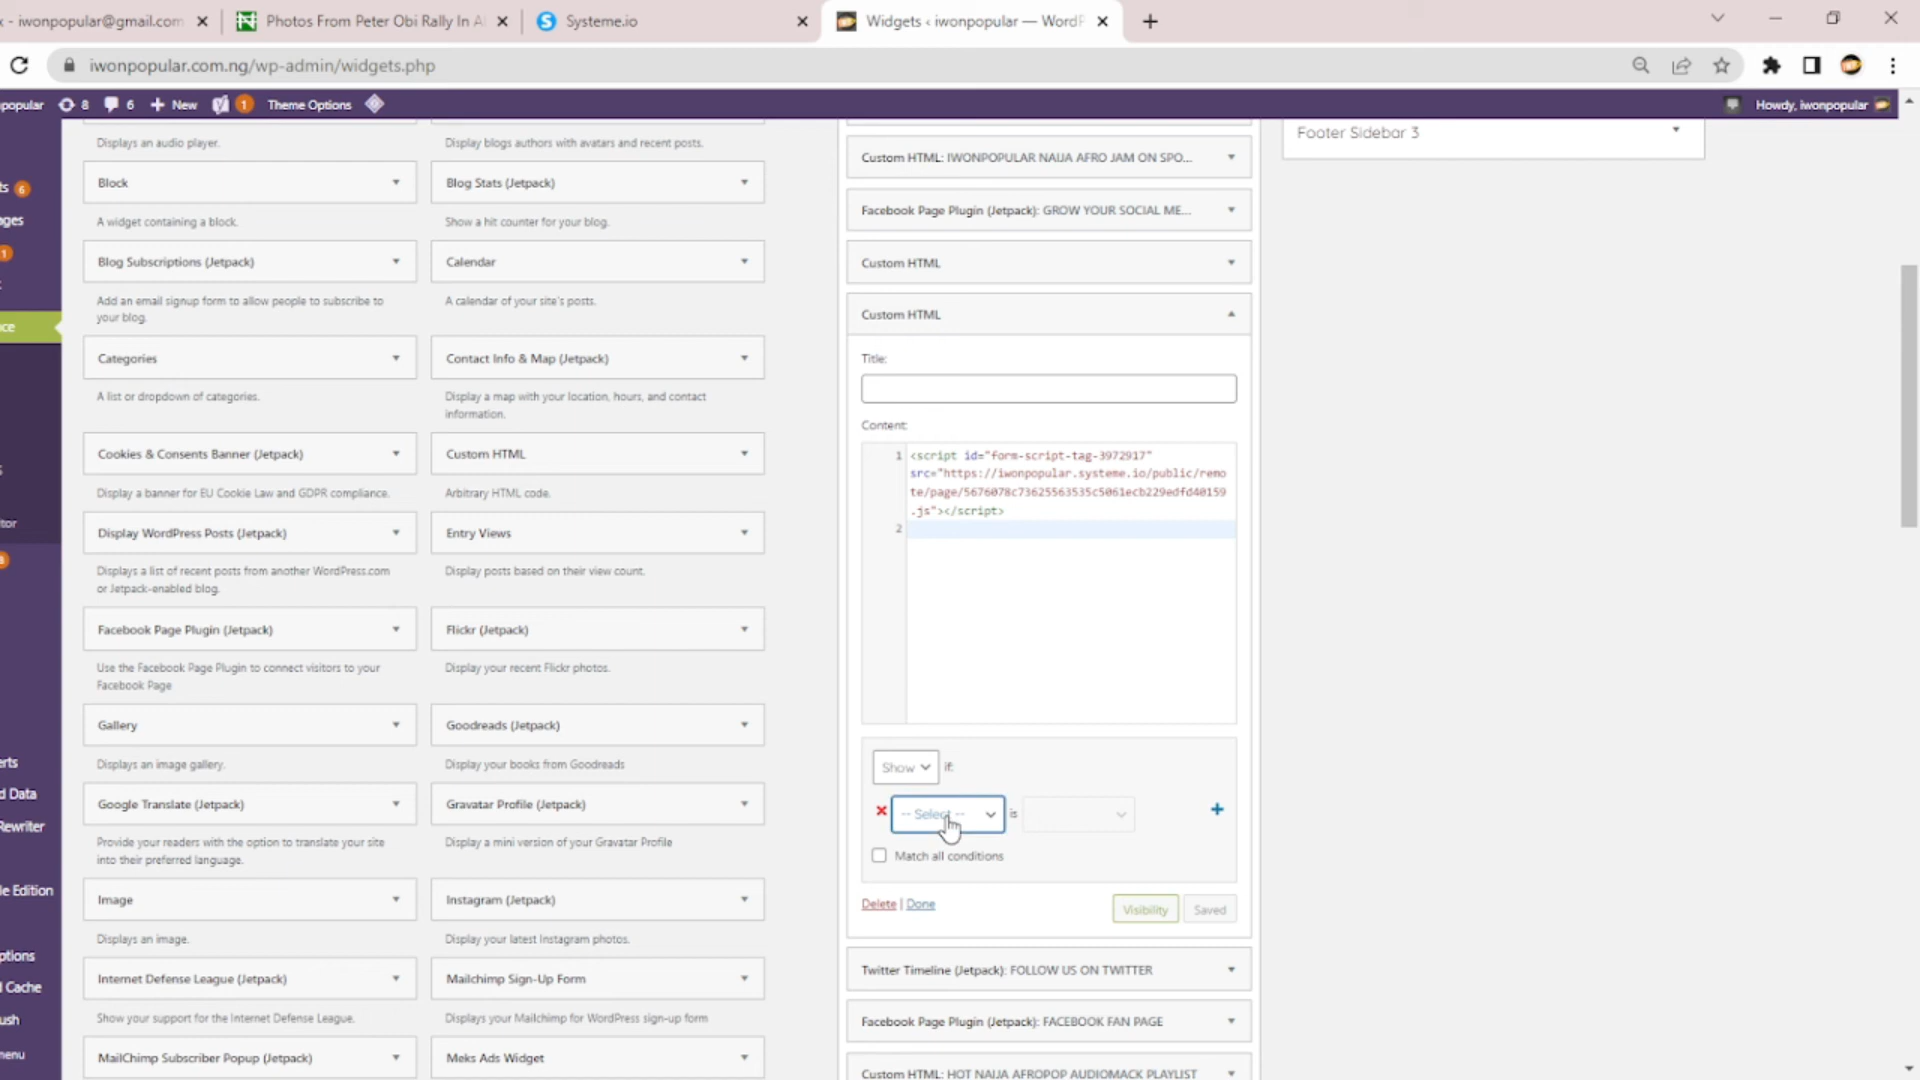 x - iwonpopular@gmail.com
Photos From Peter Obi Rally In A
Systeme.io
Widgets ‹ iwonpopular — WordP
iwonpopular.com.ng/wp-admin/widgets.php
popular
8
6
New
1
Theme Options
Howdy, iwonpopular
ts 6
ages
1
ce
s
tor
3
erts
d Data
Rewriter
le Edition
ptions
d Cache
ush
menu
Displays an audio player.
Displays blogs authors with avatars and recent posts.
Block
Blog Stats (Jetpack)
A widget containing a block.
Show a hit counter for your blog.
Blog Subscriptions (Jetpack)
Calendar
Add an email signup form to allow people to subscribe to
your blog.
A calendar of your site's posts.
Categories
Contact Info & Map (Jetpack)
A list or dropdown of categories.
Display a map with your location, hours, and contact
information.
Cookies & Consents Banner (Jetpack)
Custom HTML
Display a banner for EU Cookie Law and GDPR compliance.
Arbitrary HTML code.
Display WordPress Posts (Jetpack)
Entry Views
Displays a list of recent posts from another WordPress.com
or Jetpack-enabled blog.
Display posts based on their view count.
Facebook Page Plugin (Jetpack)
Flickr (Jetpack)
Use the Facebook Page Plugin to connect visitors to your
Facebook Page
Display your recent Flickr photos.
Gallery
Goodreads (Jetpack)
Displays an image gallery.
Display your books from Goodreads
Google Translate (Jetpack)
Gravatar Profile (Jetpack)
Provide your readers with the option to translate your site
into their preferred language.
Display a mini version of your Gravatar Profile
Image
Instagram (Jetpack)
Displays an image.
Display your latest Instagram photos.
Internet Defense League (Jetpack)
Mailchimp Sign-Up Form
Show your support for the Internet Defense League.
Displays your Mailchimp for WordPress sign-up form
MailChimp Subscriber Popup (Jetpack)
Meks Ads Widget
Custom HTML: IWONPOPULAR NAIJA AFRO JAM ON SPO...
Facebook Page Plugin (Jetpack): GROW YOUR SOCIAL ME...
Custom HTML
Custom HTML
Title:
Content:
1 <script id="form-script-tag-3972917"
src="https://iwonpopular.systeme.io/public/remo
te/page/5676078c73625563535c5061ecb229edfd40159
.js"></script>
2
Show if:
-- Select -- is
Match all conditions
Delete | Done
Visibility
Saved
Twitter Timeline (Jetpack): FOLLOW US ON TWITTER
Facebook Page Plugin (Jetpack): FACEBOOK FAN PAGE
Custom HTML: HOT NAIJA AFROPOP AUDIOMACK PLAYLIST
Footer Sidebar 3